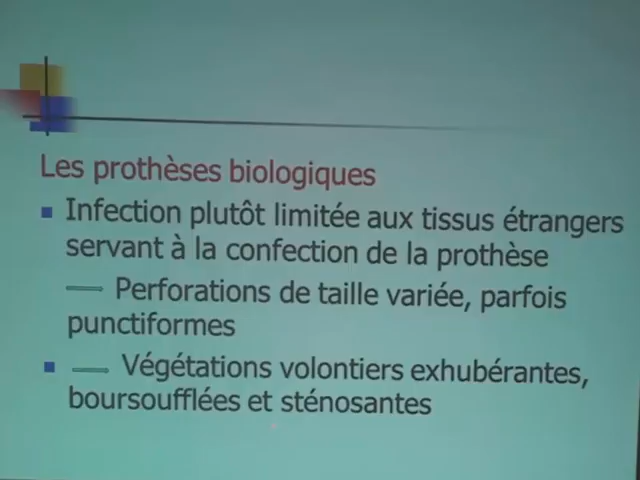 Les prothèses biologiques
Infection plutôt limitée aux tissus étrangers
servant à la confection de la prothèse
Perforations de taille variée, parfois
punctiformes
Végétations volontiers exhubérantes,
boursoufflées et sténosantes